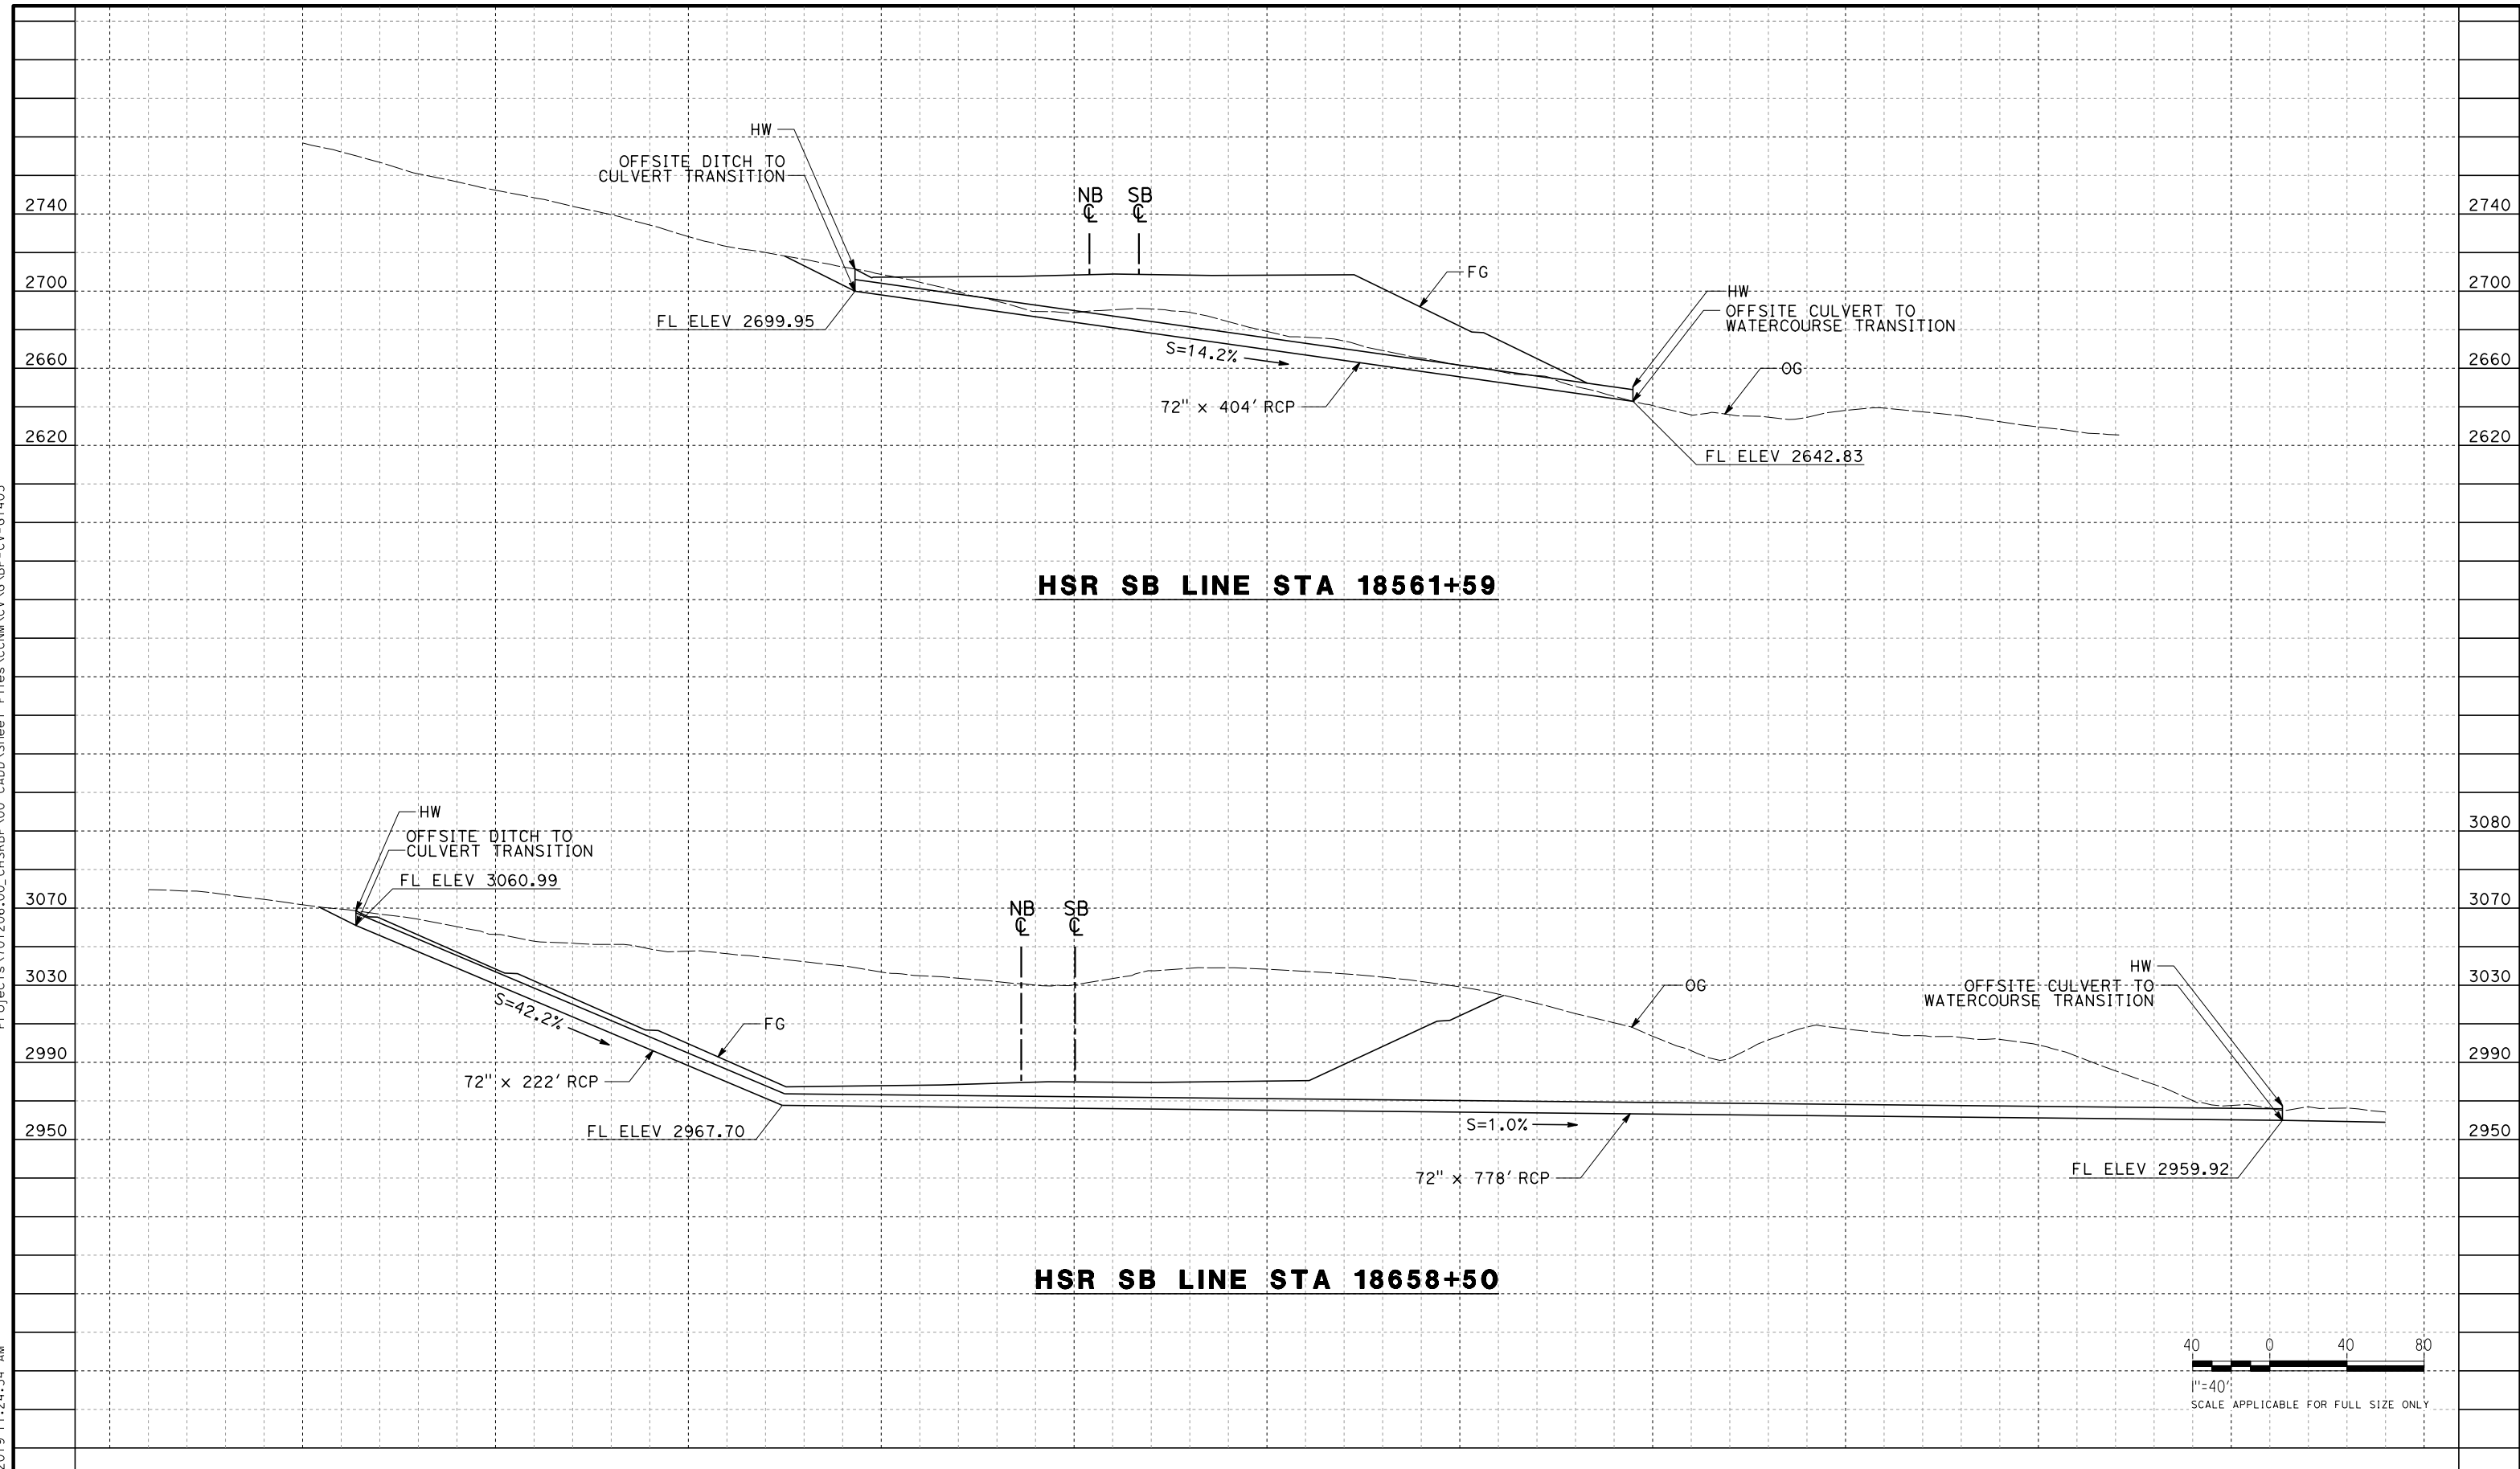 HW
OFFSITE DITCH TO
CULVERT TRANSITION
NB SB
℄ ℄
2740 2740
FG
2700 2700
HW
OFFSITE CULVERT TO
WATERCOURSE TRANSITION
FL ELEV 2699.95
S=14.2%
2660 2660
OG
72" x 404' RCP
2620 2620
FL ELEV 2642.83
HSR SB LINE STA 18561+59
HW
OFFSITE DITCH TO
CULVERT TRANSITION
3080
FL ELEV 3060.99
3070 3070
NB SB
℄ ℄
HW
3030 3030
OG
OFFSITE CULVERT TO
WATERCOURSE TRANSITION
S=42.2%
FG
2990 2990
72" x 222' RCP
2950 2950
FL ELEV 2967.70
S=1.0%
72" x 778' RCP
FL ELEV 2959.92
HSR SB LINE STA 18658+50
40 0 40 80
1"=40'
SCALE APPLICABLE FOR FULL SIZE ONLY